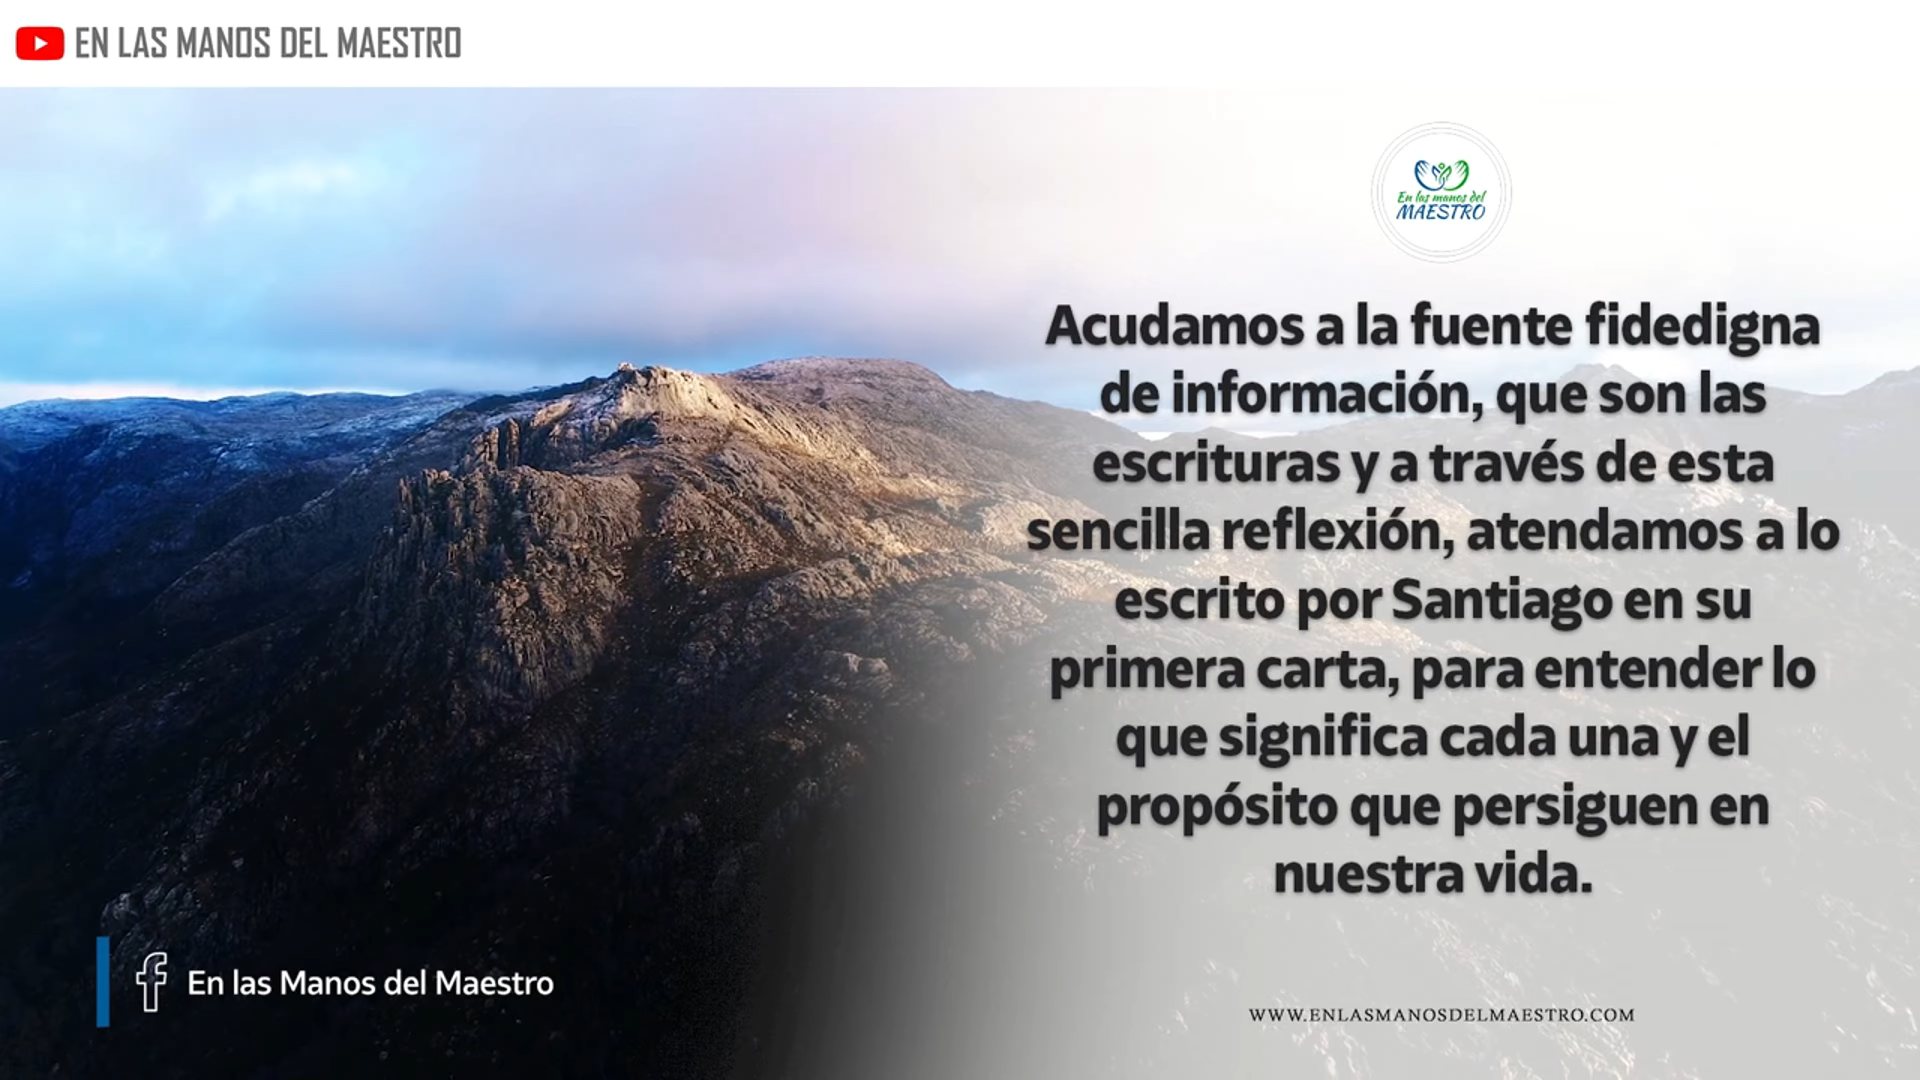 EN LAS MANOS DEL MAESTRO
En las manos del
MAESTRO
Acudamos a la fuente fidedigna
de información, que son las
escrituras y a través de esta
sencilla reflexión, atendamos a lo
escrito por Santiago en su
primera carta, para entender lo
que significa cada una y el
propósito que persiguen en
nuestra vida.
En las Manos del Maestro
WWW.ENLASMANOSDELMAESTRO.COM